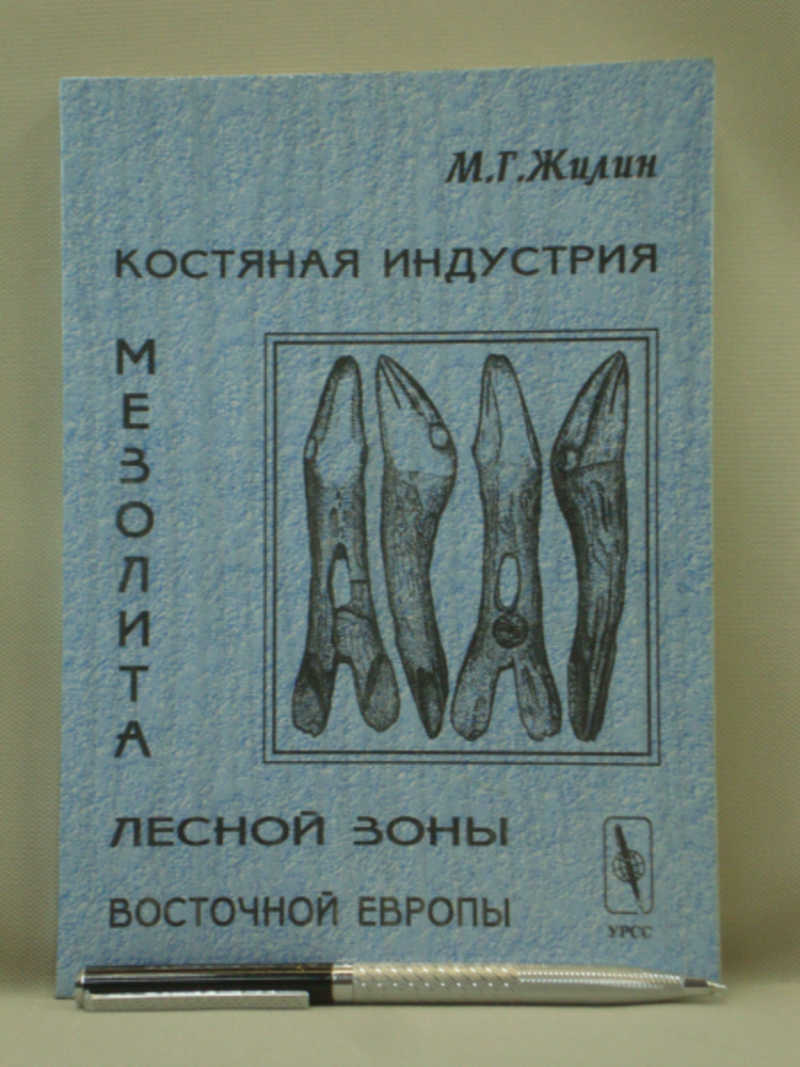 М.Г.Жилин
КОСТЯНАЯ ИНДУСТРИЯ
МЕЗОЛИТА
ЛЕСНОЙ ЗОНЫ
ВОСТОЧНОЙ ЕВРОПЫ
УРСС